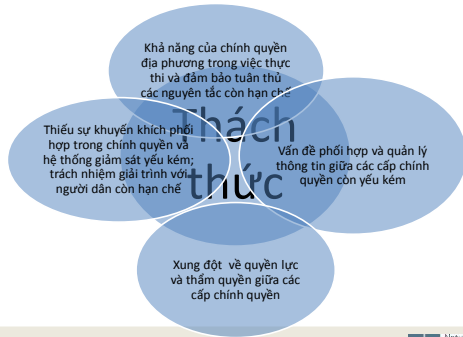 Khả năng của chính quyền
địa phương trong việc thực
thi và đảm bảo tuân thủ
các nguyên tắc còn hạn chế
Thách
thức
Thiếu sự khuyến khích phối
hợp trong chính quyền và
hệ thống giảm sát yếu kém;
trách nhiệm giải trình với
người dân còn hạn chế
Vấn đề phối hợp và quản lý
thông tin giữa các cấp chính
quyền còn yếu kém
Xung đột về quyền lực
và thẩm quyền giữa các
cấp chính quyền